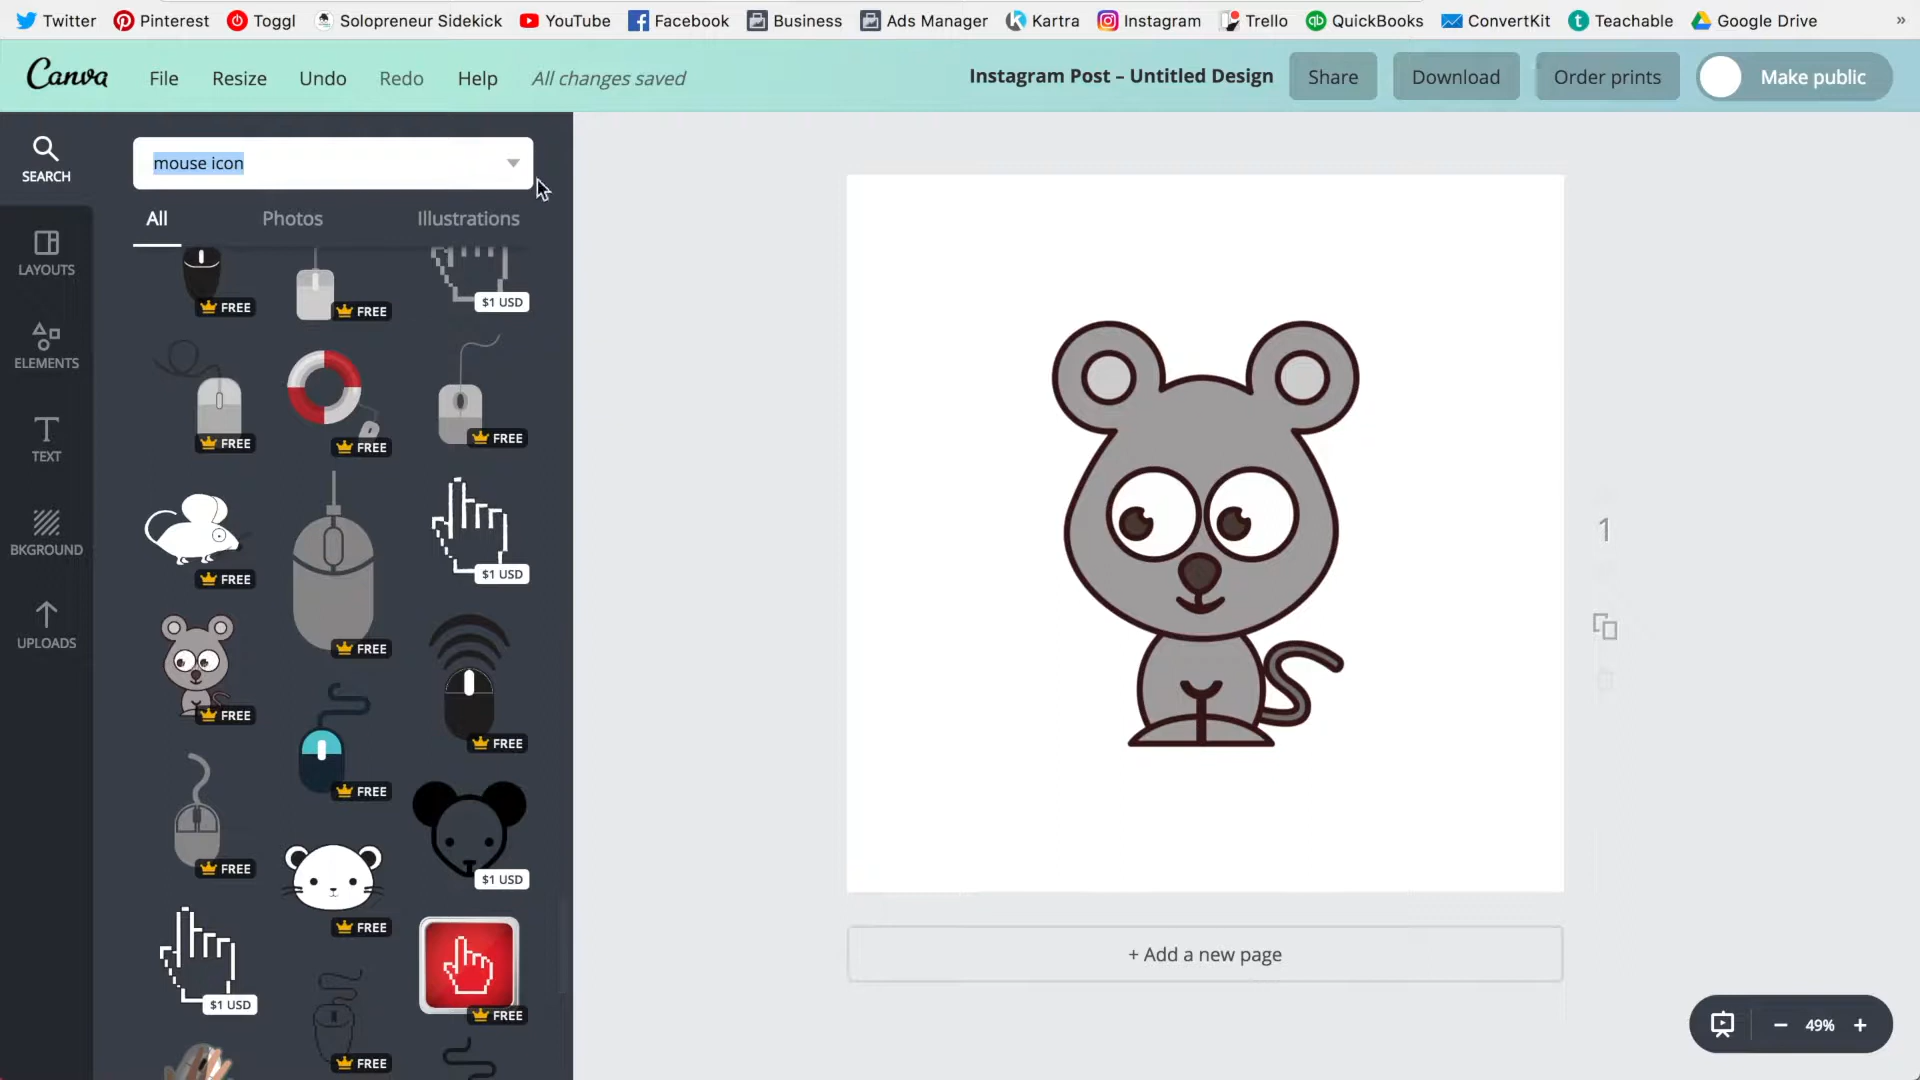 Twitter Pinterest Toggl Solopreneur Sidekick YouTube Facebook Business Ads Manager Kartra Instagram Trello QuickBooks ConvertKit Teachable Google Drive »
Canva File Resize Undo Redo Help All changes saved Instagram Post – Untitled Design Share Download Order prints Make public
SEARCH
mouse icon
All Photos Illustrations
LAYOUTS
ELEMENTS
TEXT
BKGROUND
UPLOADS
FREE FREE $1 USD
FREE FREE FREE
FREE FREE $1 USD
FREE FREE FREE
FREE FREE $1 USD
$1 USD FREE FREE
FREE
1
+ Add a new page
49%